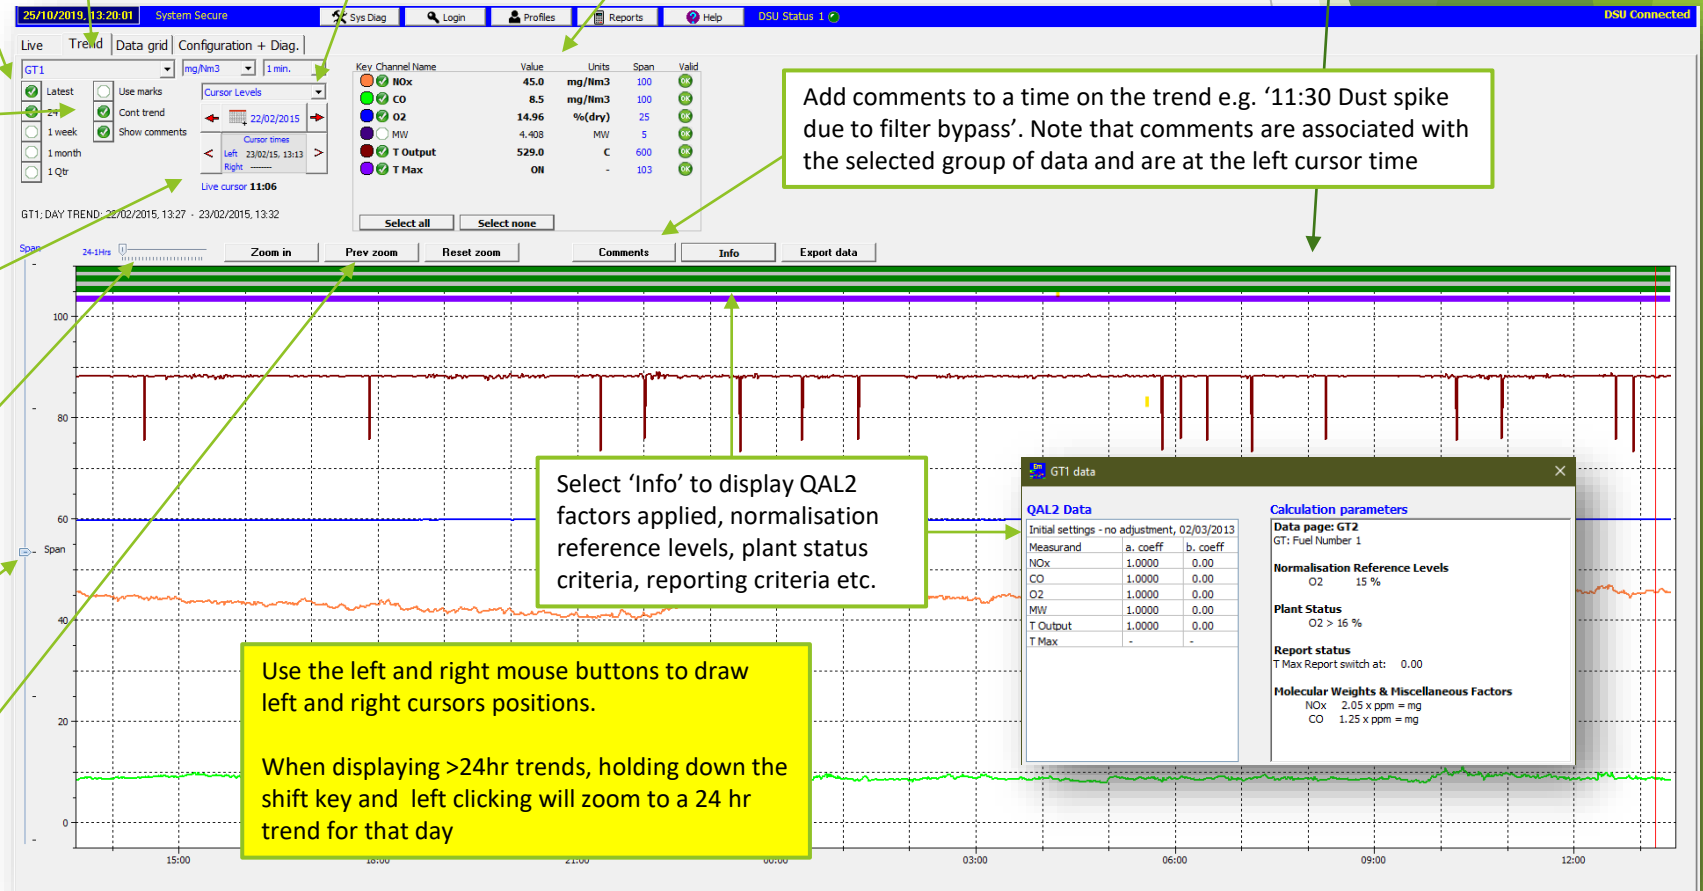 25/10/2019, 13:20:01 System Secure Sys Diag Login Profiles Reports Help DSU Status 1 DSU Connected
Live Trend Data grid Configuration + Diag.
GT1 mg/Nm3 1 min.
Latest Use marks Cursor Levels
24 Cont trend 22/02/2015
1 week Show comments Cursor times
1 month Left 23/02/15, 13:13
1 Qtr Right --------
Live cursor 11:06
GT1; DAY TREND: 22/02/2015, 13:27 - 23/02/2015, 13:32
Key Channel Name Value Units Span Valid
NOx 45.0 mg/Nm3 100 OK
CO 8.5 mg/Nm3 100 OK
O2 14.96 %(dry) 25 OK
MW 4.408 MW 5 OK
T Output 529.0 C 600 OK
T Max ON - 103 OK
Select all Select none
Add comments to a time on the trend e.g. ‘11:30 Dust spike
due to filter bypass’. Note that comments are associated with
the selected group of data and are at the left cursor time
Span 24-1Hrs Zoom in Prev zoom Reset zoom Comments Info Export data
100
80
60
Span
40
20
0
15:00 18:00 21:00 00:00 03:00 06:00 09:00 12:00
Select ‘Info’ to display QAL2
factors applied, normalisation
reference levels, plant status
criteria, reporting criteria etc.
Use the left and right mouse buttons to draw
left and right cursors positions.
When displaying >24hr trends, holding down the
shift key and left clicking will zoom to a 24 hr
trend for that day
Em GT1 data
QAL2 Data
Initial settings - no adjustment, 02/03/2013
Measurand a. coeff b. coeff
NOx 1.0000 0.00
CO 1.0000 0.00
O2 1.0000 0.00
MW 1.0000 0.00
T Output 1.0000 0.00
T Max - -
Calculation parameters
Data page: GT2
GT: Fuel Number 1
Normalisation Reference Levels
O2 15 %
Plant Status
O2 > 16 %
Report status
T Max Report switch at: 0.00
Molecular Weights & Miscellaneous Factors
NOx 2.05 x ppm = mg
CO 1.25 x ppm = mg